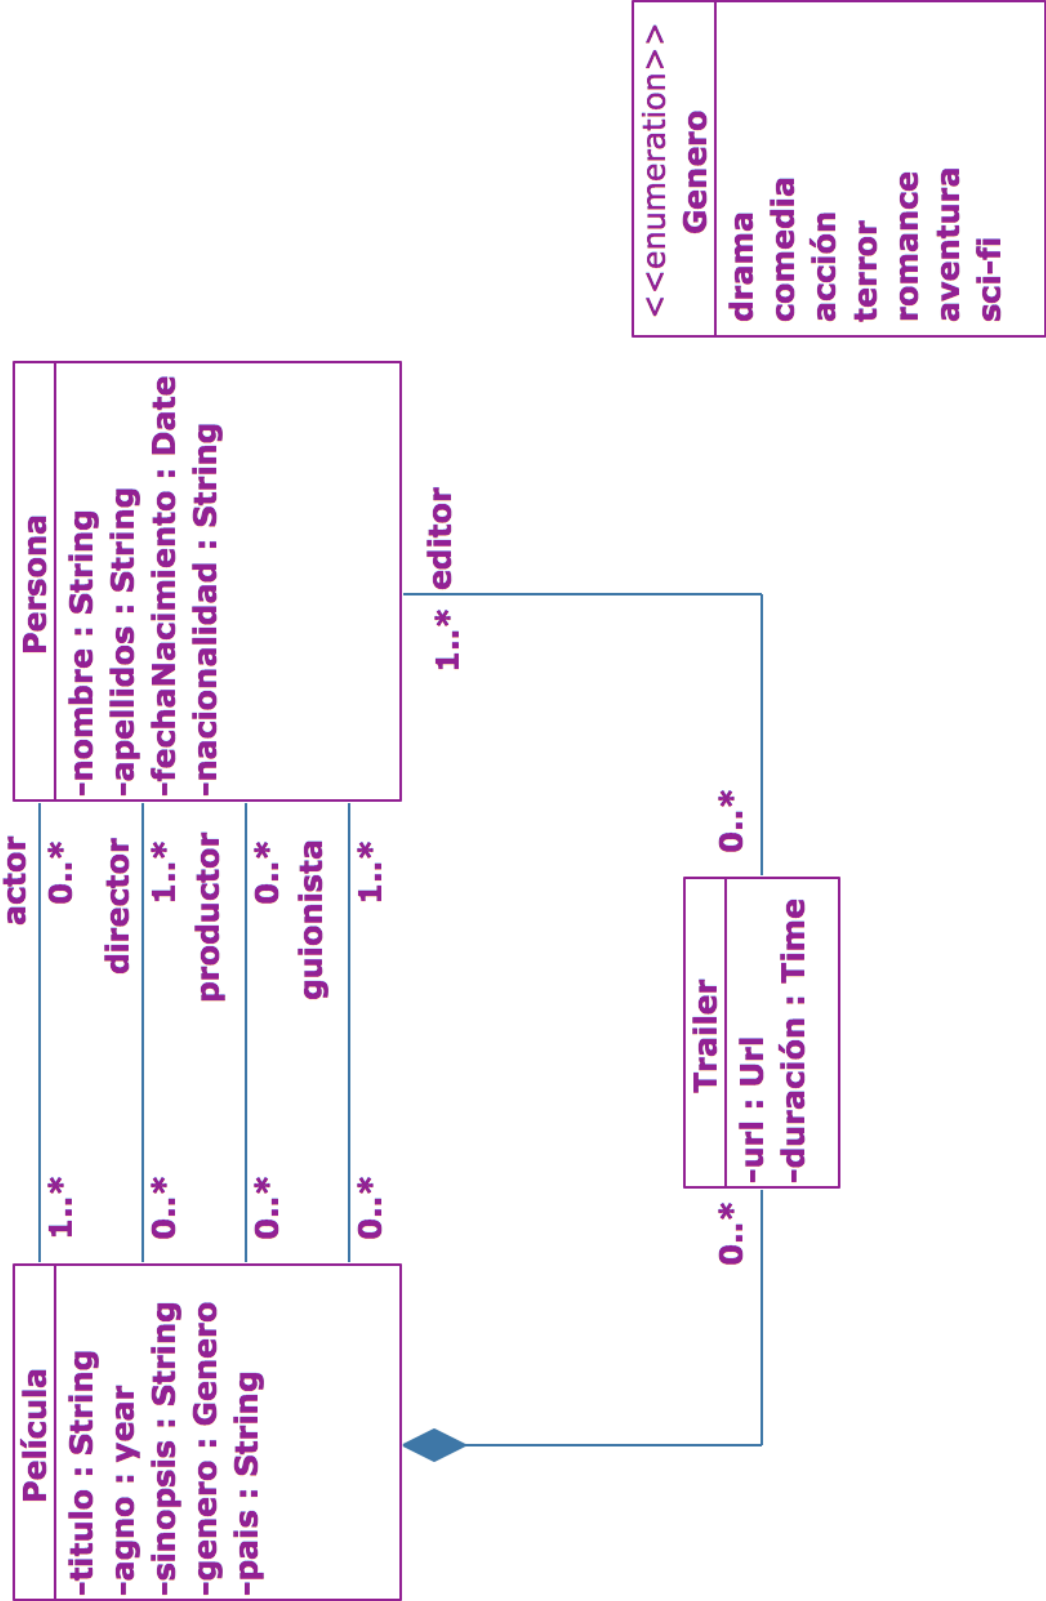 Película
-titulo : String
-agno : year
-sinopsis : String
-genero : Genero
-pais : String
actor
1..*
0..*
director
0..*
1..*
productor
0..*
0..*
guionista
0..*
1..*
Persona
-nombre : String
-apellidos : String
-fechaNacimiento : Date
-nacionalidad : String
1..* editor
0..*
0..*
Trailer
-url : Url
-duración : Time
<<enumeration>>
Genero
drama
comedia
acción
terror
romance
aventura
sci-fi